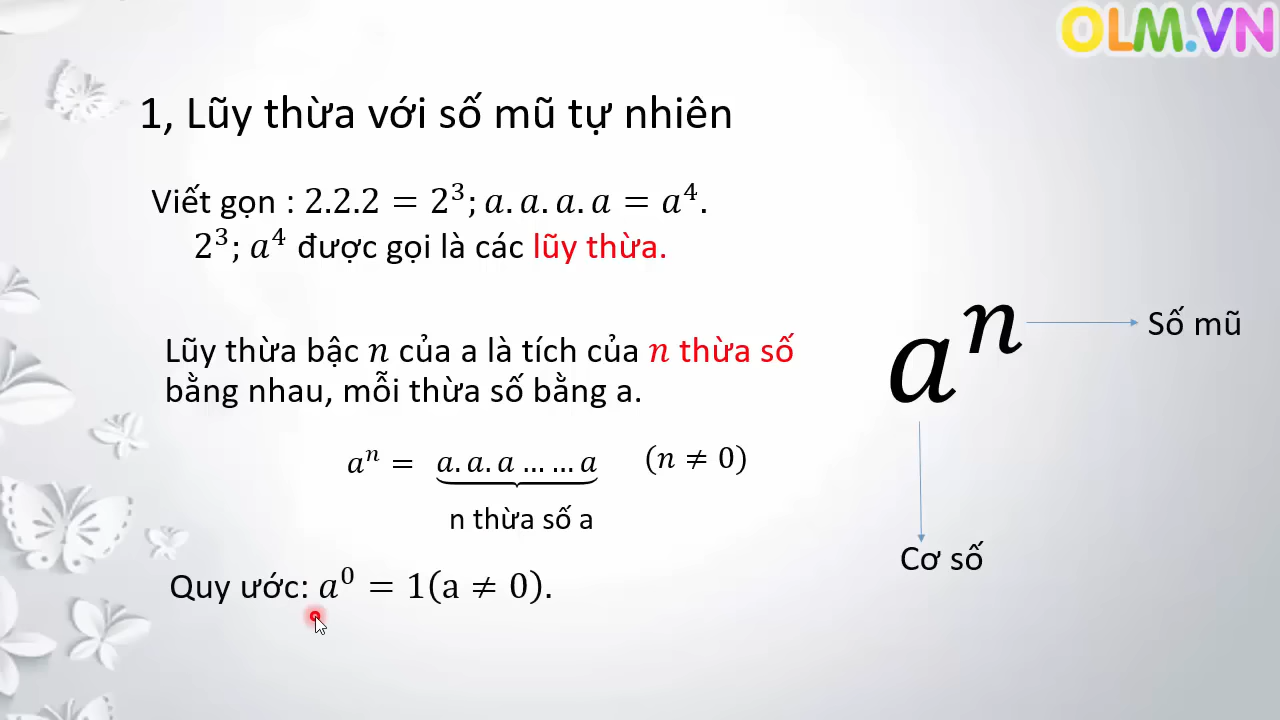 OLM.VN
1, Lũy thừa với số mũ tự nhiên
Viết gọn : 2.2.2 = 2³; a. a. a. a = a⁴.
2³; a⁴ được gọi là các lũy thừa.
Lũy thừa bậc n của a là tích của n thừa số
bằng nhau, mỗi thừa số bằng a.
aⁿ = a. a. a … … a (n ≠ 0)
n thừa số a
Quy ước: a⁰ = 1(a ≠ 0).
aⁿ
Số mũ
Cơ số